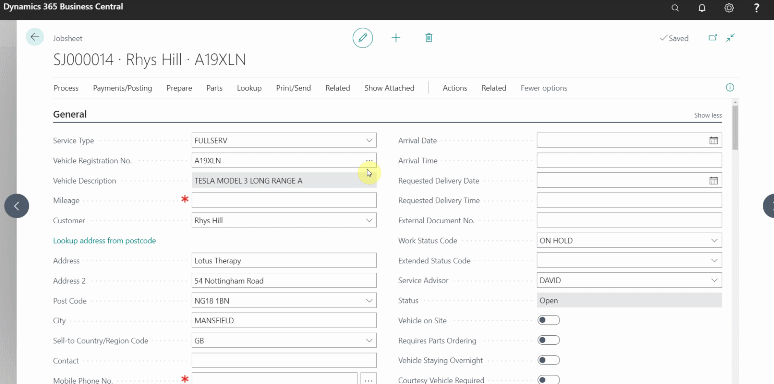 Dynamics 365 Business Central
Jobsheet
Saved
SJ000014 · Rhys Hill · A19XLN
Process Payments/Posting Prepare Parts Lookup Print/Send Related Show Attached Actions Related Fewer options
General Show less
Service Type FULLSERV Arrival Date
Vehicle Registration No. A19XLN Arrival Time
Vehicle Description TESLA MODEL 3 LONG RANGE A Requested Delivery Date
Mileage * Requested Delivery Time
Customer Rhys Hill External Document No.
Lookup address from postcode Work Status Code ON HOLD
Address Lotus Therapy Extended Status Code
Address 2 54 Nottingham Road Service Advisor DAVID
Post Code NG18 1BN Status Open
City MANSFIELD Vehicle on Site
Sell-to Country/Region Code GB Requires Parts Ordering
Contact Vehicle Staying Overnight
Mobile Phone No. * Courtesy Vehicle Required